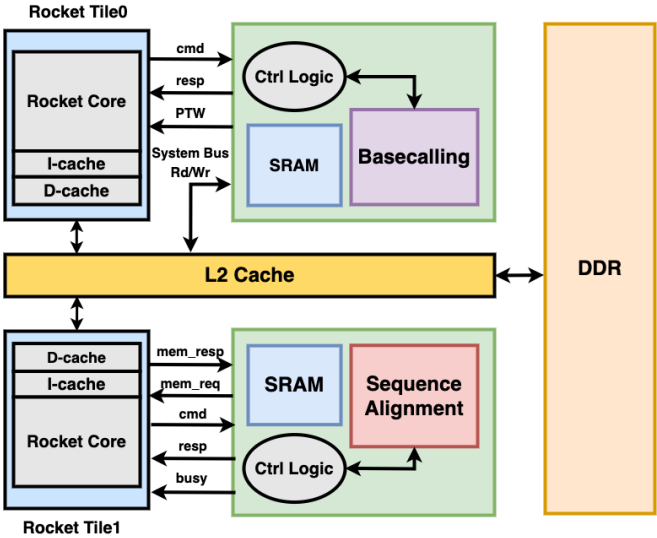 Rocket Tile0
Rocket Core
I-cache
D-cache
cmd
resp
PTW
System Bus
Rd/Wr
Ctrl Logic
SRAM
Basecalling
L2 Cache
DDR
D-cache
I-cache
Rocket Core
mem_resp
mem_req
cmd
resp
busy
SRAM
Sequence
Alignment
Ctrl Logic
Rocket Tile1